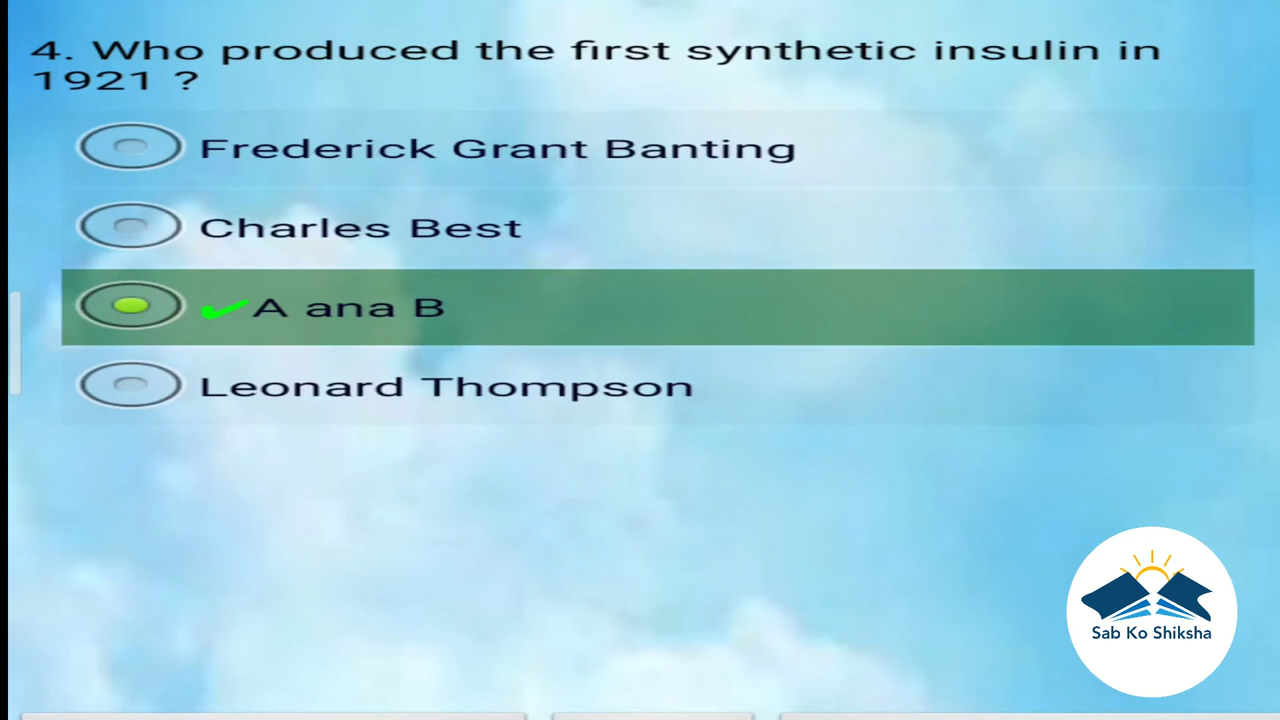 4. Who produced the first synthetic insulin in
1921 ?
Frederick Grant Banting
Charles Best
A ana B
Leonard Thompson
Sab Ko Shiksha